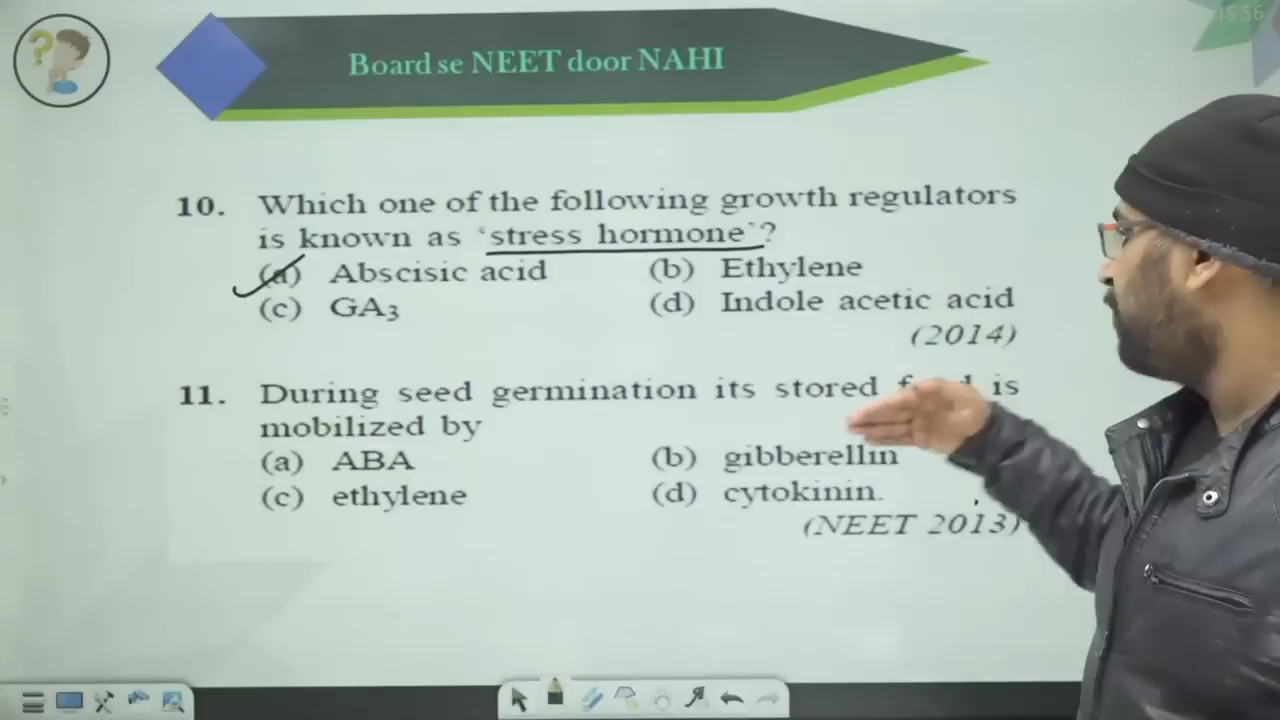 15:56
Board se NEET door NAHI
10. Which one of the following growth regulators
is known as ‘stress hormone’?
(a) Abscisic acid (b) Ethylene
(c) GA₃ (d) Indole acetic acid
(2014)
11. During seed germination its stored is
mobilized by
(a) ABA (b) gibberellin
(c) ethylene (d) cytokinin.
(NEET 2013)